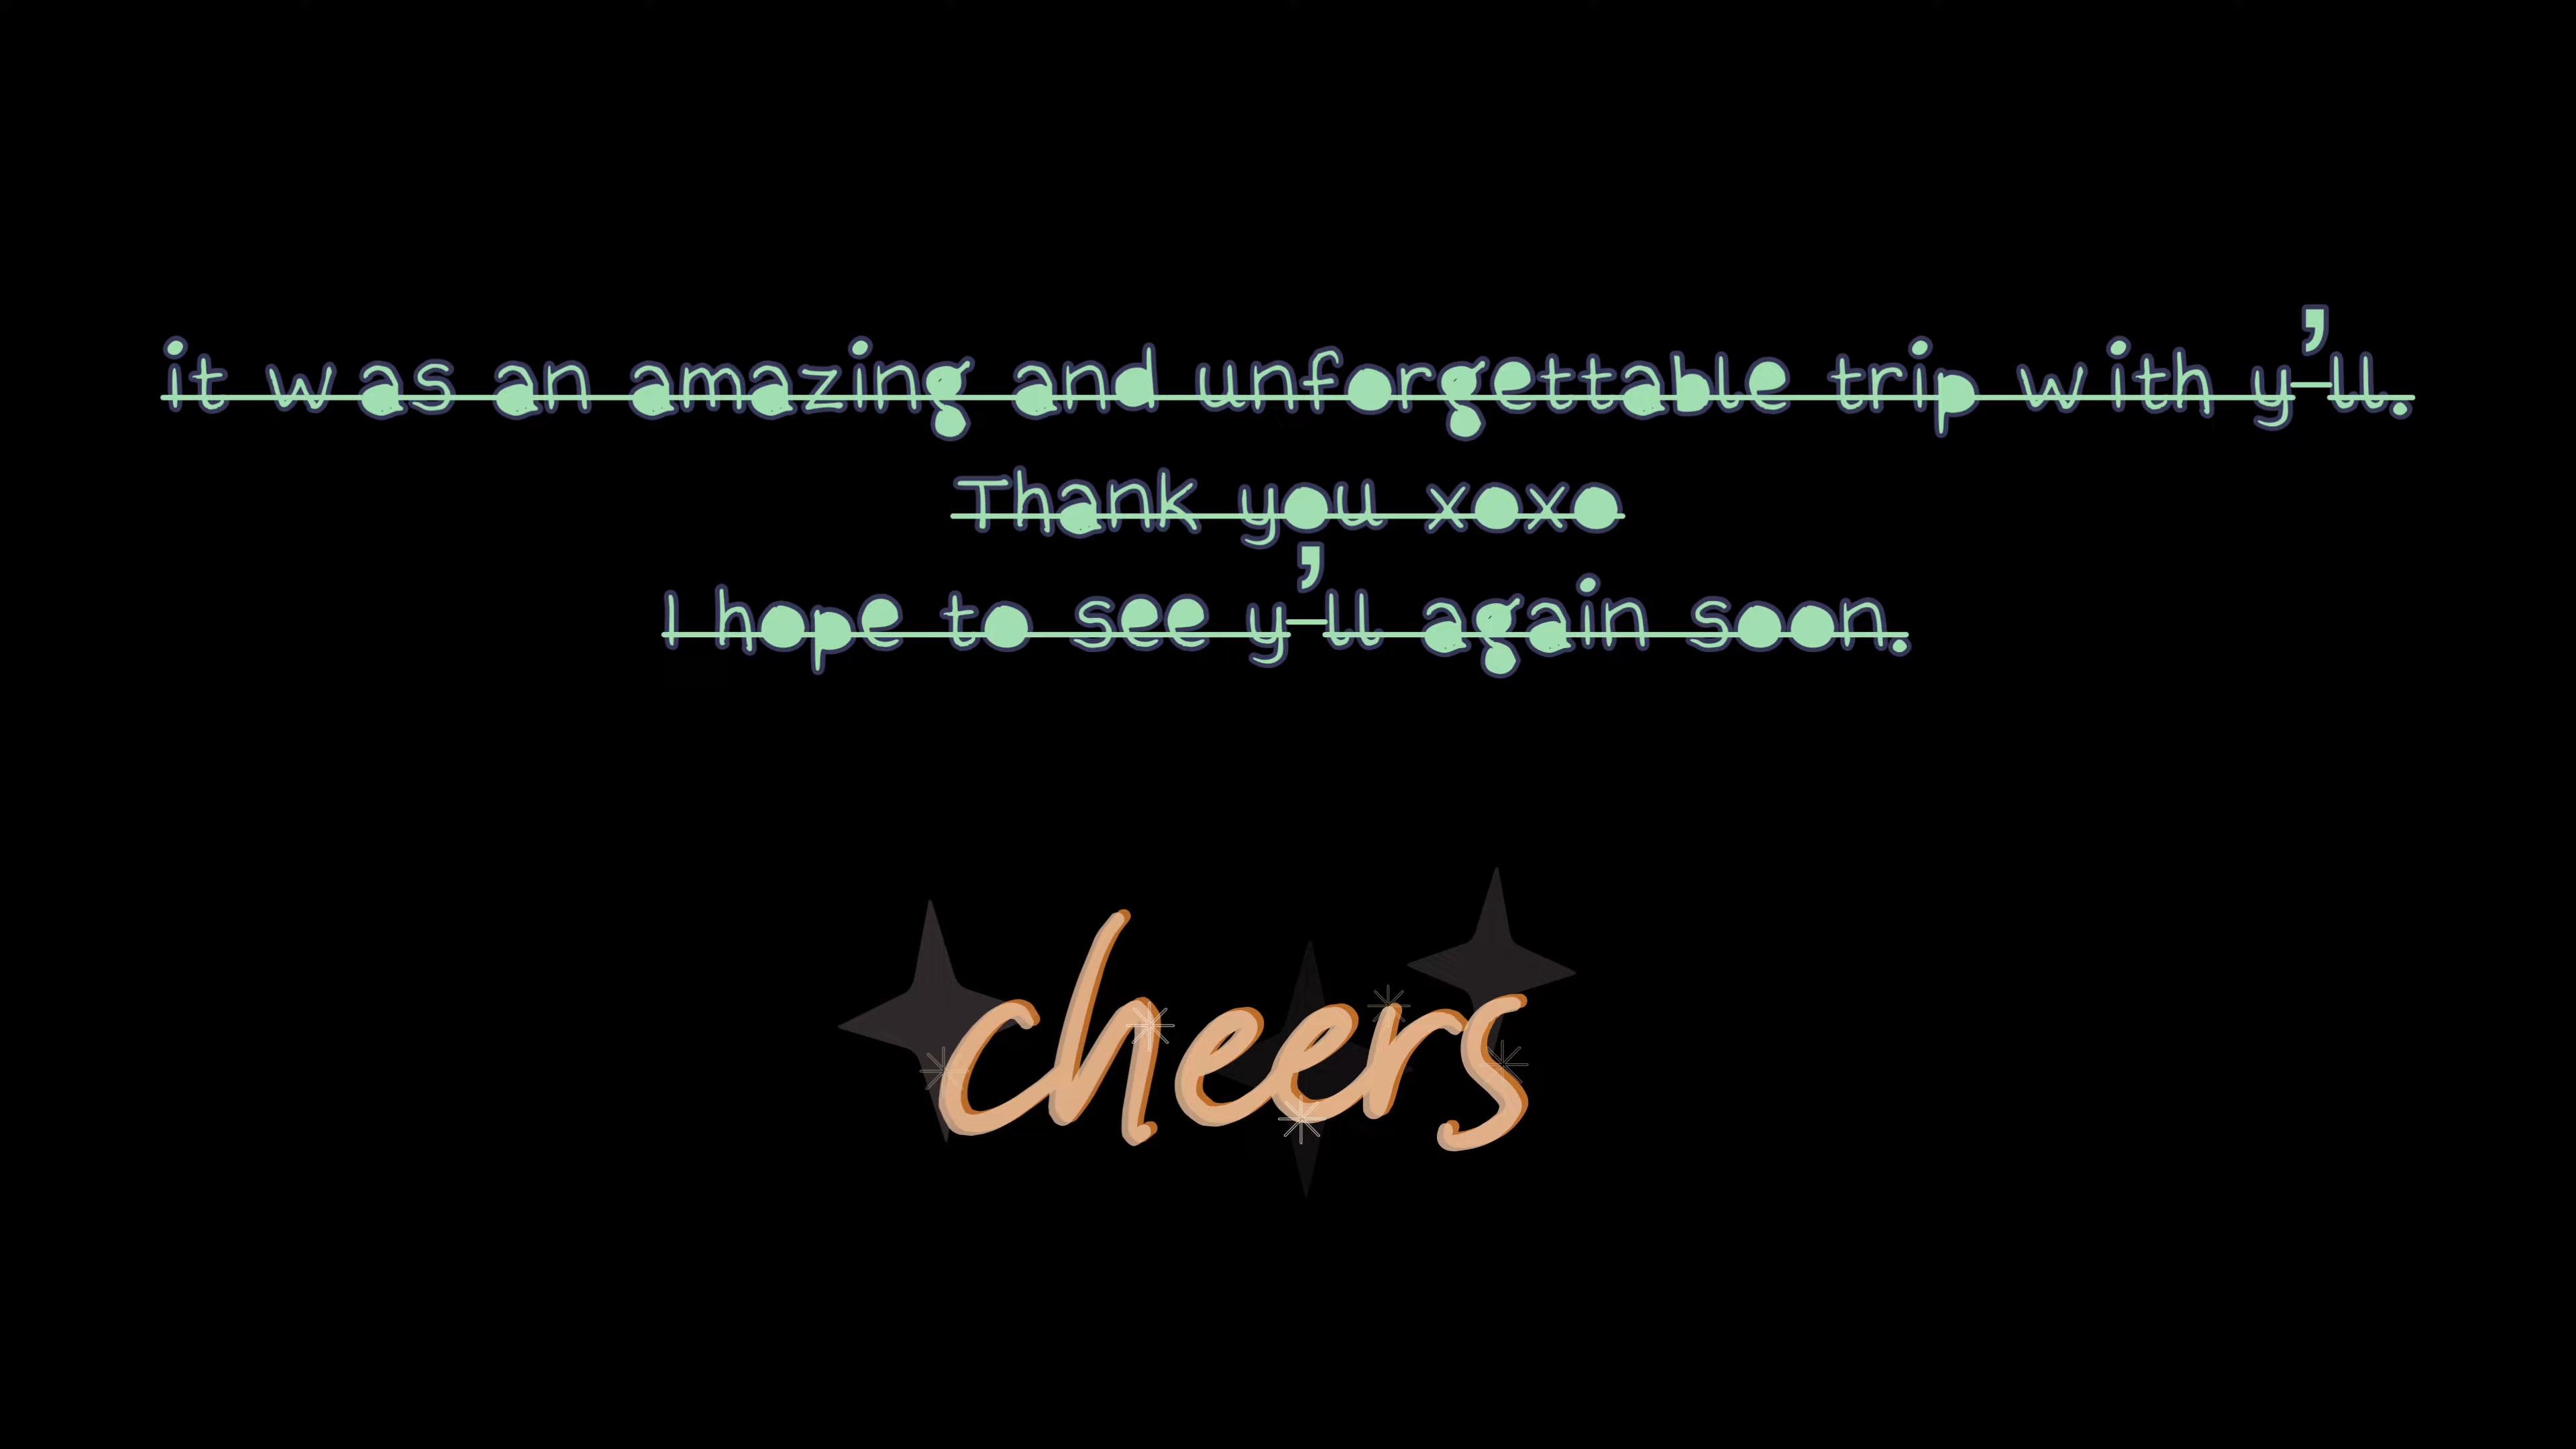 it was an amazing and unforgettable trip with y’ll.
Thank you xoxo
I hope to see y’ll again soon.
cheers